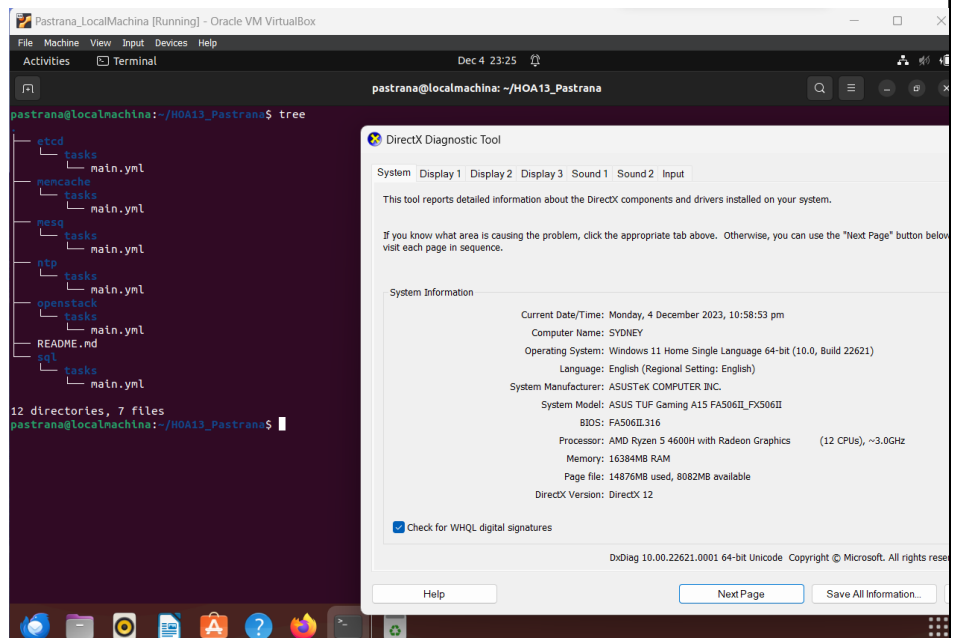 Pastrana_LocalMachina [Running] - Oracle VM VirtualBox
File Machine View Input Devices Help
Activities Terminal Dec 4 23:25
pastrana@localmachina: ~/HOA13_Pastrana
pastrana@localmachina:~/HOA13_Pastrana$ tree
.
├── etcd
│   └── tasks
│       └── main.yml
├── memcache
│   └── tasks
│       └── main.yml
├── mesq
│   └── tasks
│       └── main.yml
├── ntp
│   └── tasks
│       └── main.yml
├── openstack
│   └── tasks
│       └── main.yml
├── README.md
└── sql
    └── tasks
        └── main.yml
12 directories, 7 files
pastrana@localmachina:~/HOA13_Pastrana$
DirectX Diagnostic Tool
System Display 1 Display 2 Display 3 Sound 1 Sound 2 Input
This tool reports detailed information about the DirectX components and drivers installed on your system.
If you know what area is causing the problem, click the appropriate tab above. Otherwise, you can use the "Next Page" button below
visit each page in sequence.
System Information
Current Date/Time: Monday, 4 December 2023, 10:58:53 pm
Computer Name: SYDNEY
Operating System: Windows 11 Home Single Language 64-bit (10.0, Build 22621)
Language: English (Regional Setting: English)
System Manufacturer: ASUSTeK COMPUTER INC.
System Model: ASUS TUF Gaming A15 FA506II_FX506II
BIOS: FA506II.316
Processor: AMD Ryzen 5 4600H with Radeon Graphics (12 CPUs), ~3.0GHz
Memory: 16384MB RAM
Page file: 14876MB used, 8082MB available
DirectX Version: DirectX 12
Check for WHQL digital signatures
DxDiag 10.00.22621.0001 64-bit Unicode Copyright © Microsoft. All rights reser
Help Next Page Save All Information...